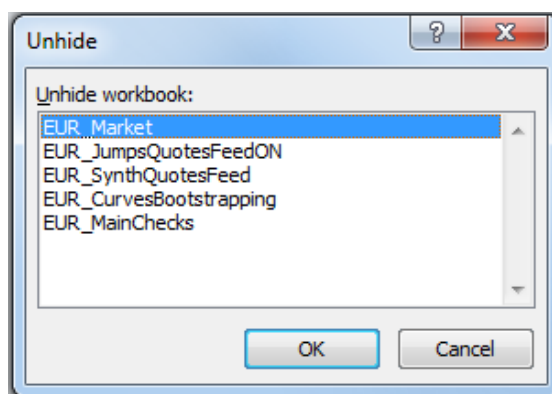 Unhide
?
Unhide workbook:
EUR_Market
EUR_JumpsQuotesFeedON
EUR_SynthQuotesFeed
EUR_CurvesBootstrapping
EUR_MainChecks
OK
Cancel